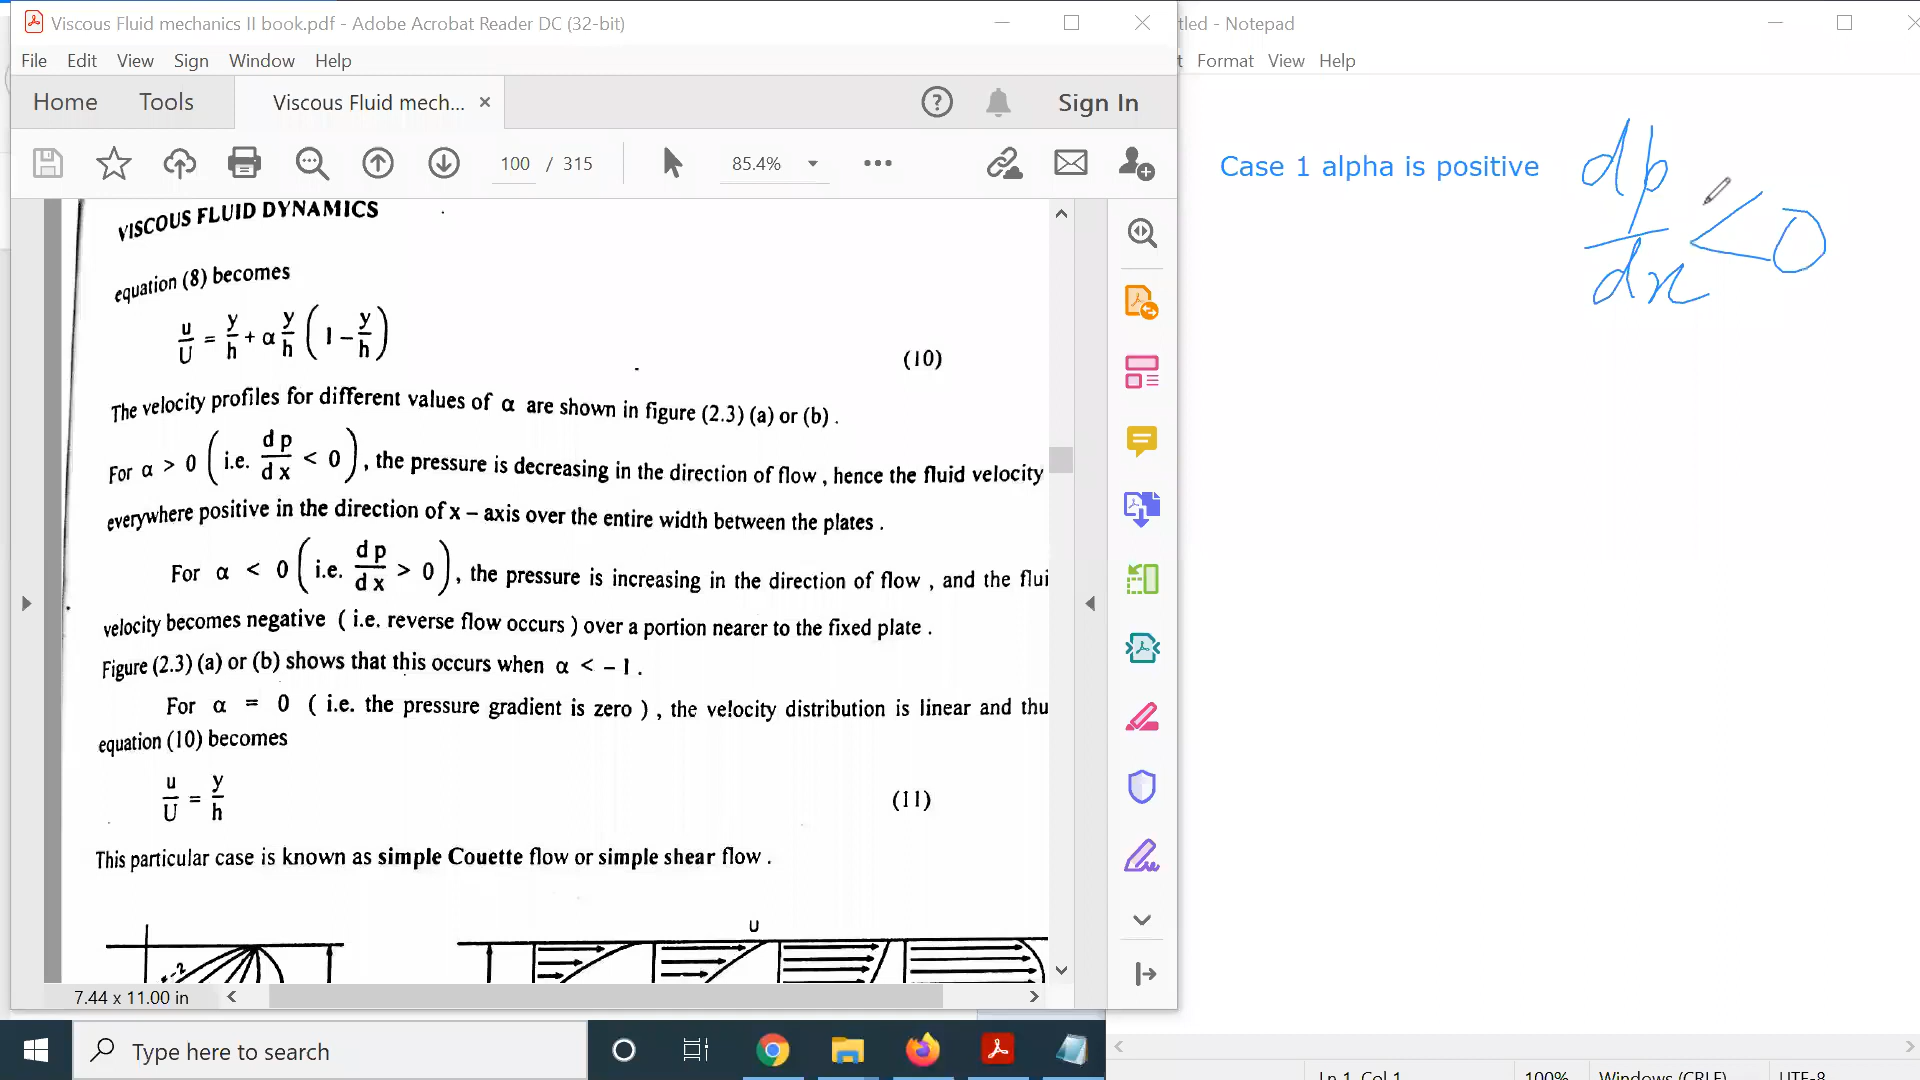 Viscous Fluid mechanics II book.pdf - Adobe Acrobat Reader DC (32-bit)
tled - Notepad
File Edit View Sign Window Help
t Format View Help
Home Tools Viscous Fluid mech... × ? Sign In
100 / 315 85.4%
VISCOUS FLUID DYNAMICS
equation (8) becomes
u/U = y/h + α y/h (1 − y/h) (10)
The velocity profiles for different values of α are shown in figure (2.3) (a) or (b) .
For α > 0 ( i.e. dp/dx < 0 ) , the pressure is decreasing in the direction of flow , hence the fluid velocity
everywhere positive in the direction of x – axis over the entire width between the plates .
For α < 0 ( i.e. dp/dx > 0 ) , the pressure is increasing in the direction of flow , and the flui
velocity becomes negative ( i.e. reverse flow occurs ) over a portion nearer to the fixed plate .
Figure (2.3) (a) or (b) shows that this occurs when α < – 1 .
For α = 0 ( i.e. the pressure gradient is zero ) , the velocity distribution is linear and thu
equation (10) becomes
u/U = y/h (11)
This particular case is known as simple Couette flow or simple shear flow .
U
-2
7.44 x 11.00 in
Case 1 alpha is positive dp/dx < 0
Type here to search
Ln 1, Col 1 100% Windows (CRLF) UTF-8